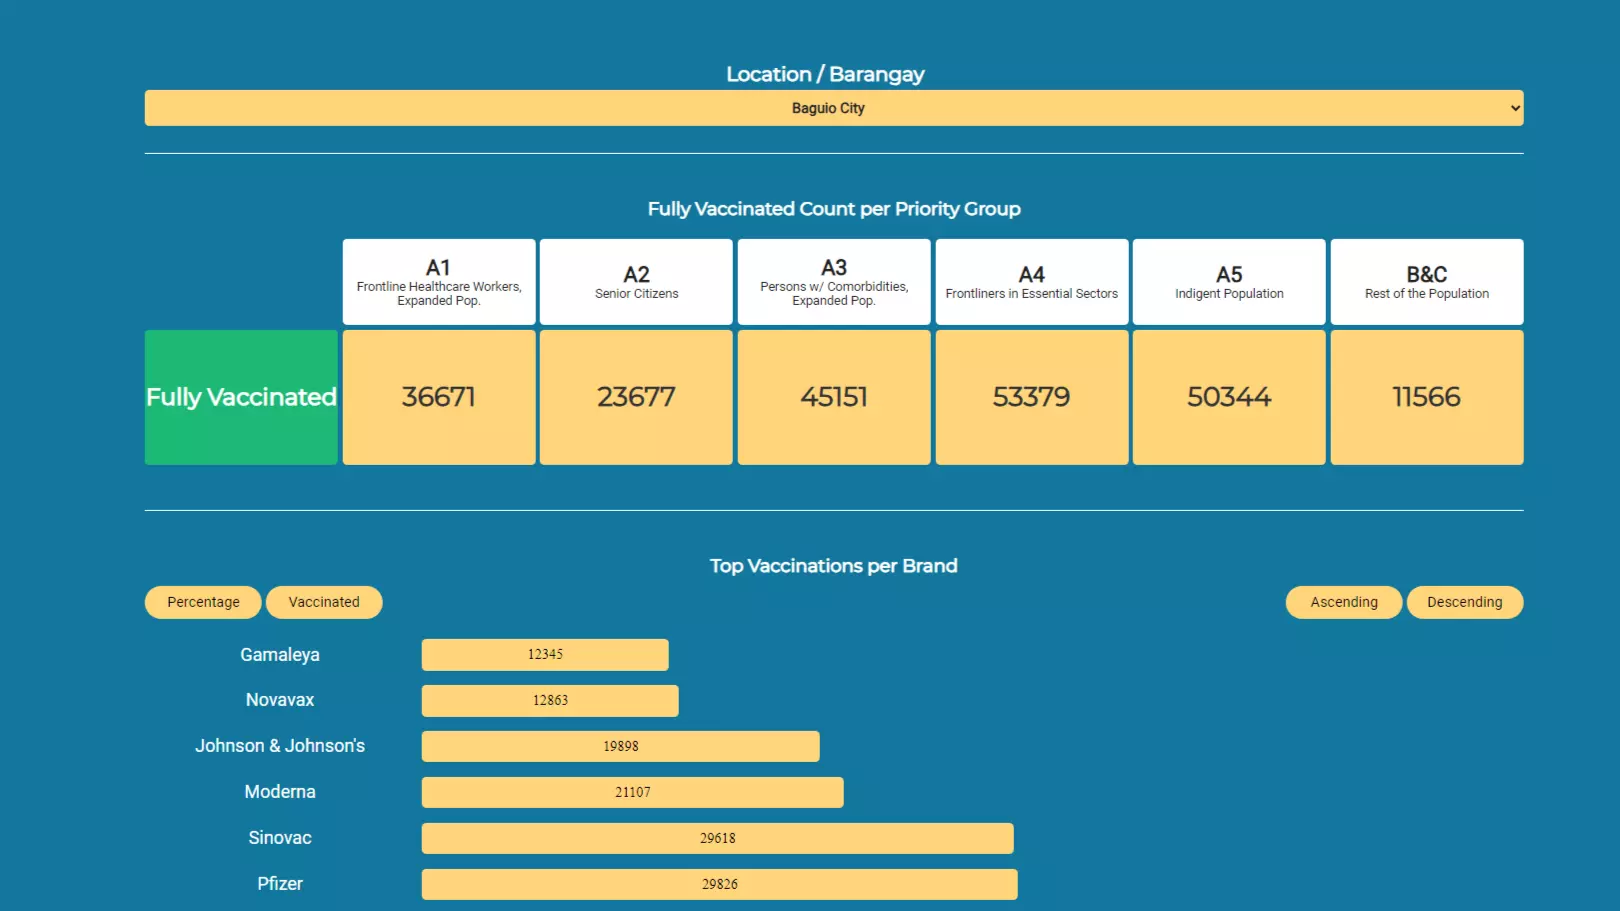 Location / Barangay
Baguio City
Fully Vaccinated Count per Priority Group
A1
Frontline Healthcare Workers,
Expanded Pop.
A2
Senior Citizens
A3
Persons w/ Comorbidities,
Expanded Pop.
A4
Frontliners in Essential Sectors
A5
Indigent Population
B&C
Rest of the Population
Fully Vaccinated
36671
23677
45151
53379
50344
11566
Top Vaccinations per Brand
Percentage
Vaccinated
Ascending
Descending
Gamaleya
12345
Novavax
12863
Johnson & Johnson's
19898
Moderna
21107
Sinovac
29618
Pfizer
29826